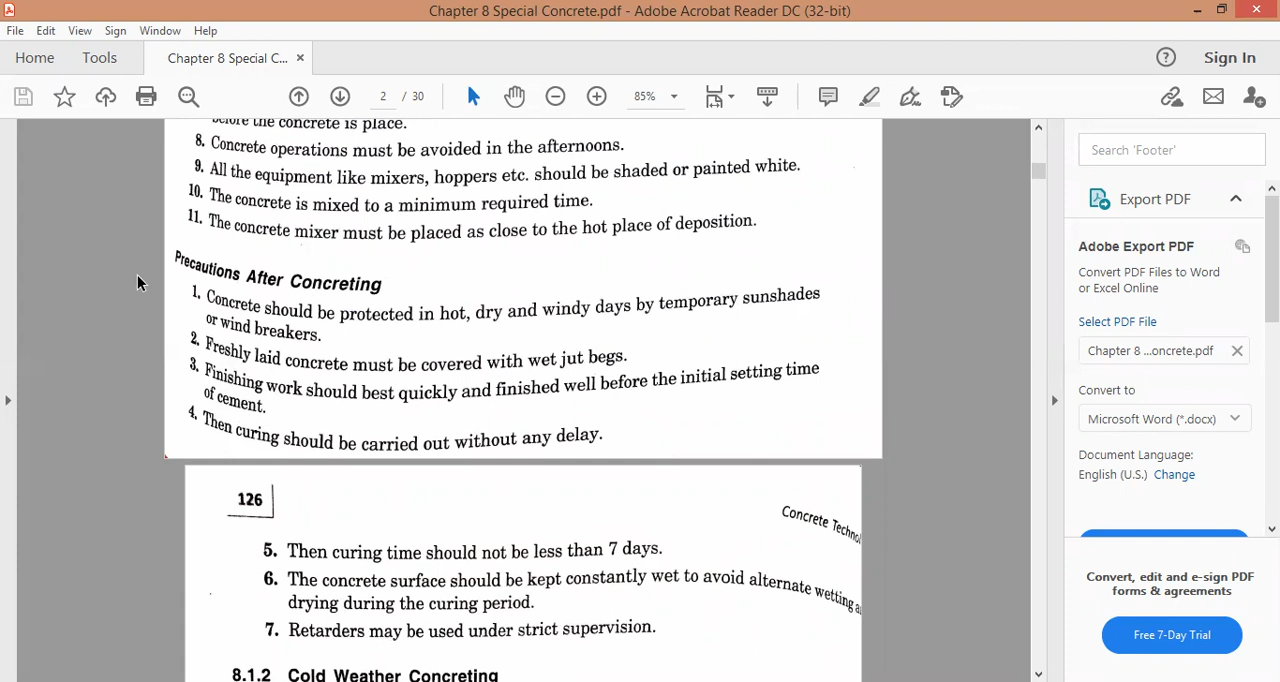 Chapter 8 Special Concrete.pdf - Adobe Acrobat Reader DC (32-bit)
File Edit View Sign Window Help
Home Tools Chapter 8 Special C... ×
Sign In
2 / 30
85%
before the concrete is place.
8. Concrete operations must be avoided in the afternoons.
9. All the equipment like mixers, hoppers etc. should be shaded or painted white.
10. The concrete is mixed to a minimum required time.
11. The concrete mixer must be placed as close to the hot place of deposition.
Precautions After Concreting
1. Concrete should be protected in hot, dry and windy days by temporary sunshades
or wind breakers.
2. Freshly laid concrete must be covered with wet jut begs.
3. Finishing work should best quickly and finished well before the initial setting time
of cement.
4. Then curing should be carried out without any delay.
126
Concrete Technol
5. Then curing time should not be less than 7 days.
6. The concrete surface should be kept constantly wet to avoid alternate wetting a
drying during the curing period.
7. Retarders may be used under strict supervision.
8.1.2 Cold Weather Concreting
Search 'Footer'
Export PDF
Adobe Export PDF
Convert PDF Files to Word
or Excel Online
Select PDF File
Chapter 8 ...oncrete.pdf
Convert to
Microsoft Word (*.docx)
Document Language:
English (U.S.) Change
Convert, edit and e-sign PDF
forms & agreements
Free 7-Day Trial